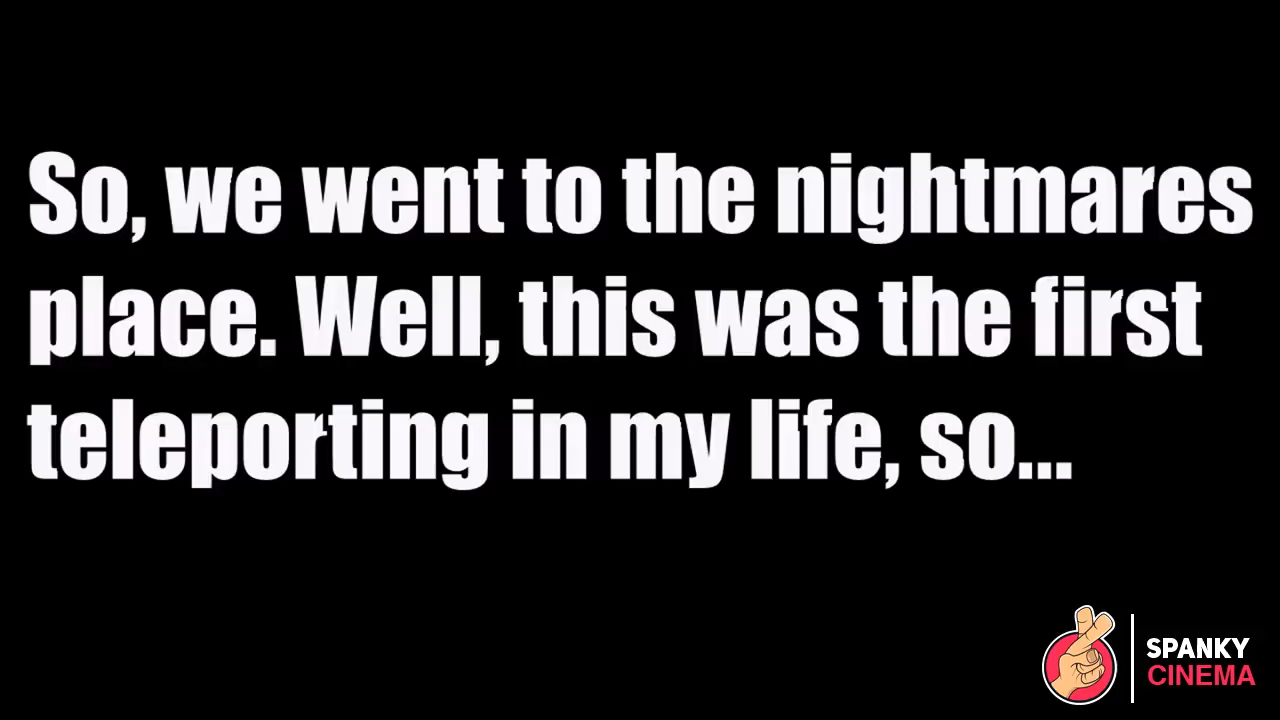 So, we went to the nightmares
place. Well, this was the first
teleporting in my life, so...
SPANKY
CINEMA